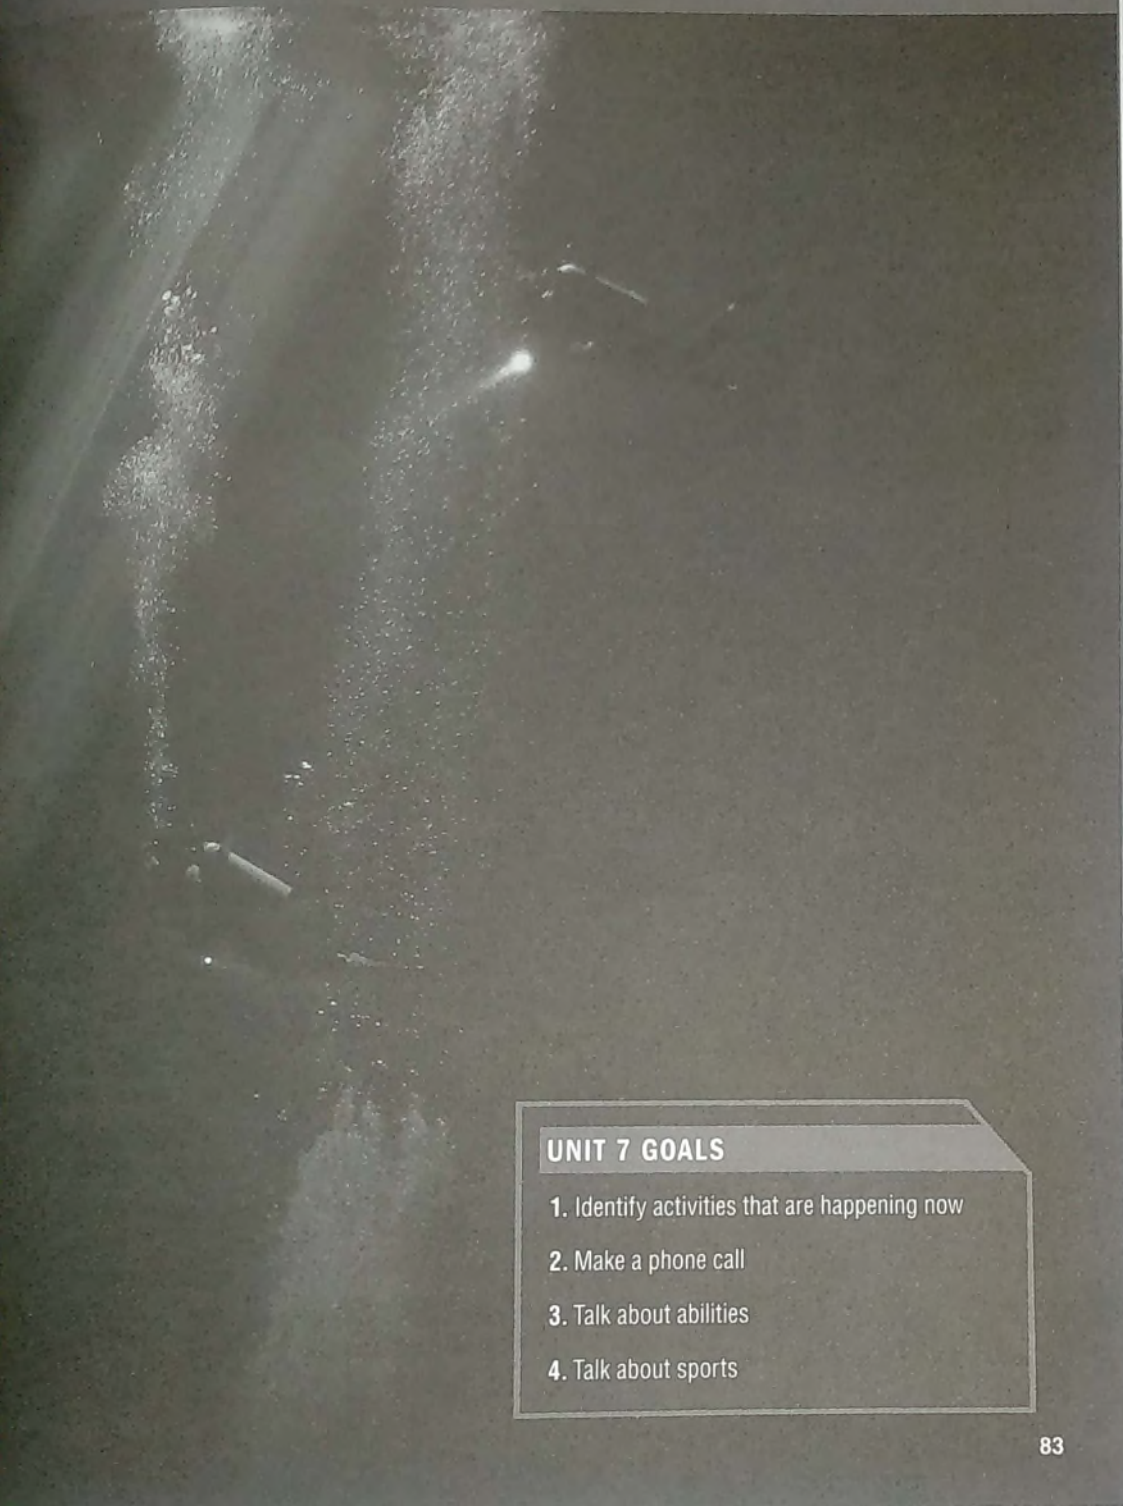 UNIT 7 GOALS
1. Identify activities that are happening now
2. Make a phone call
3. Talk about abilities
4. Talk about sports
83